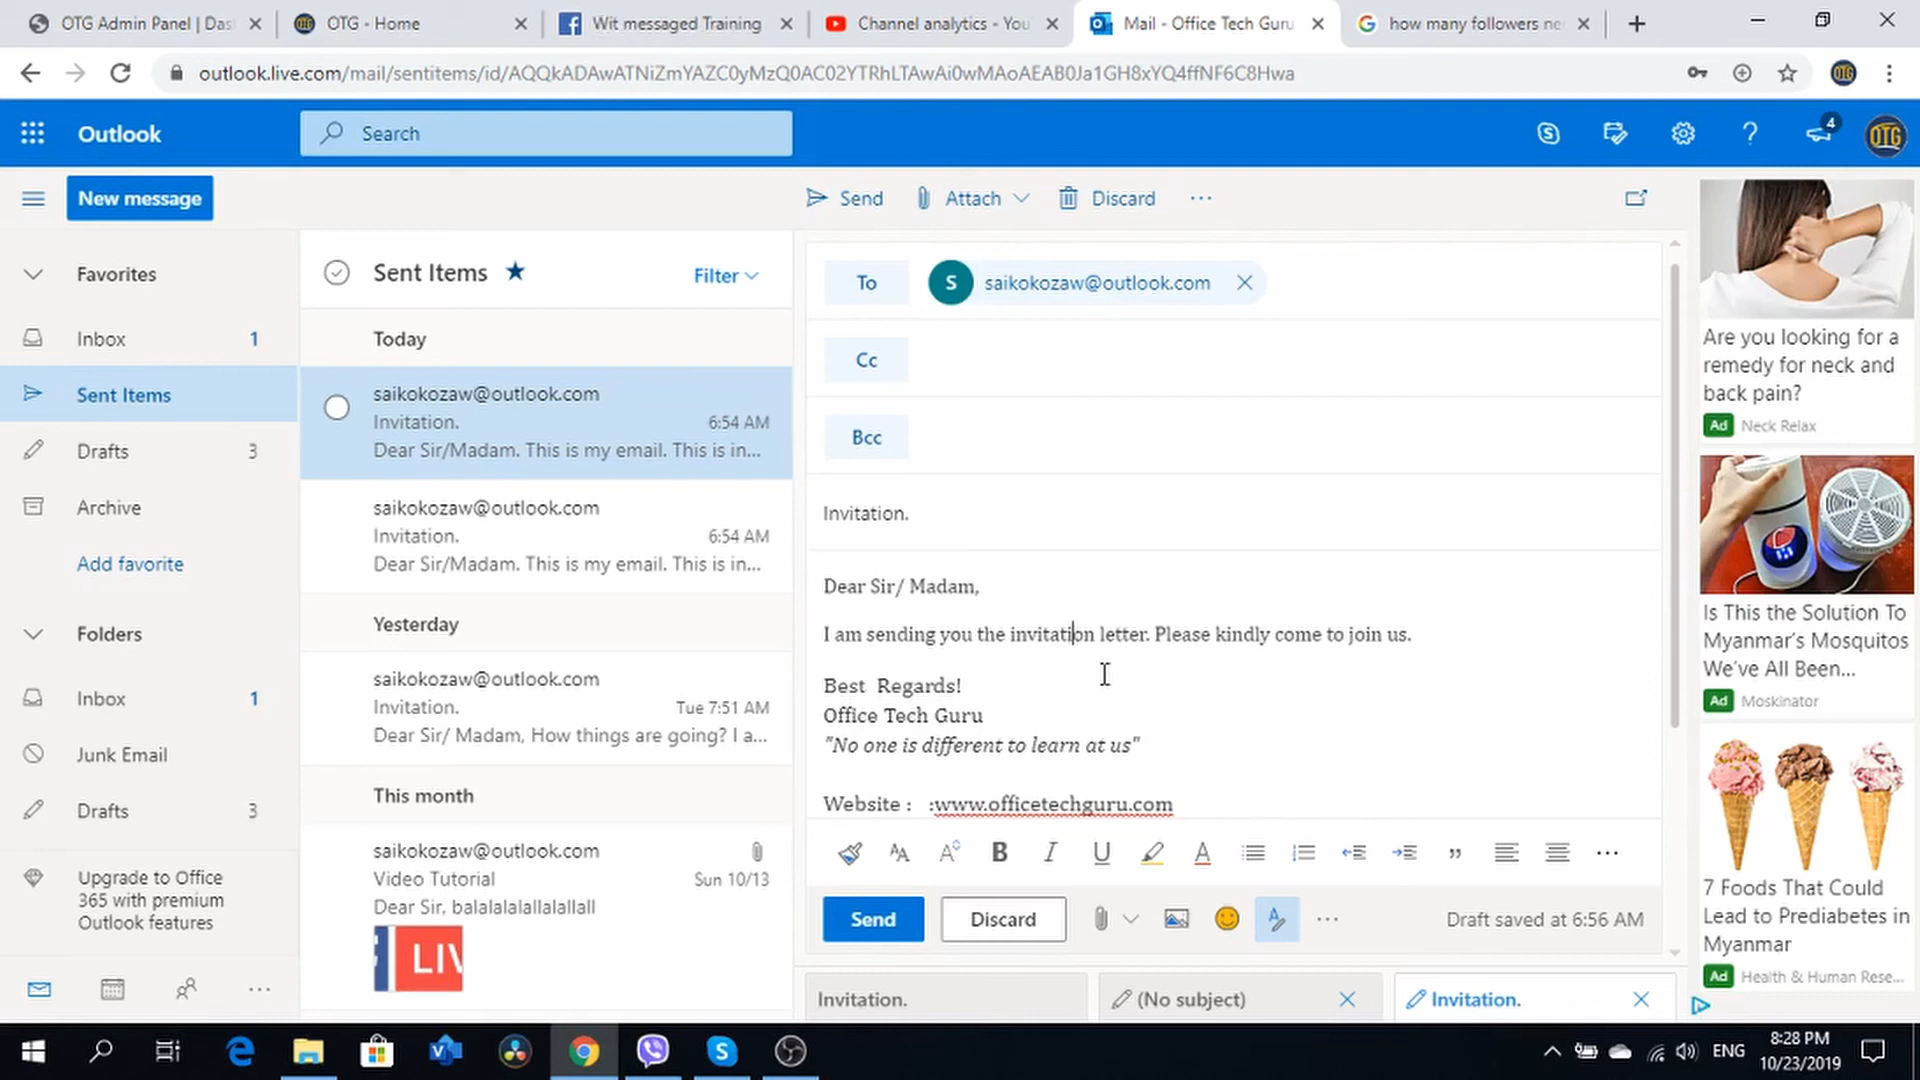 OTG Admin Panel | Das
OTG - Home
Wit messaged Training
Channel analytics - You
Mail - Office Tech Guru
how many followers ne
outlook.live.com/mail/sentitems/id/AQQkADAwATNiZmYAZC0yMzQ0AC02YTRhLTAwAi0wMAoAEAB0Ja1GH8xYQ4ffNF6C8Hwa
OTG
Outlook
Search
4
OTG
New message
Send
Attach
Discard
Favorites
Inbox 1
Sent Items
Drafts 3
Archive
Add favorite
Folders
Inbox 1
Junk Email
Drafts 3
Upgrade to Office
365 with premium
Outlook features
Sent Items
Filter
Today
saikokozaw@outlook.com
Invitation. 6:54 AM
Dear Sir/Madam. This is my email. This is in...
saikokozaw@outlook.com
Invitation. 6:54 AM
Dear Sir/Madam. This is my email. This is in...
Yesterday
saikokozaw@outlook.com
Invitation. Tue 7:51 AM
Dear Sir/ Madam, How things are going? I a...
This month
saikokozaw@outlook.com
Video Tutorial Sun 10/13
Dear Sir, balalalalallalallall
LIV
To
S saikokozaw@outlook.com
Cc
Bcc
Invitation.
Dear Sir/ Madam,
I am sending you the invitation letter. Please kindly come to join us.
Best  Regards!
Office Tech Guru
"No one is different to learn at us"
Website :   :www.officetechguru.com
Send
Discard
Draft saved at 6:56 AM
Invitation.
(No subject)
Invitation.
Are you looking for a
remedy for neck and
back pain?
Ad Neck Relax
Is This the Solution To
Myanmar's Mosquitos
We've All Been...
Ad Moskinator
7 Foods That Could
Lead to Prediabetes in
Myanmar
Ad Health & Human Rese...
ENG
8:28 PM
10/23/2019